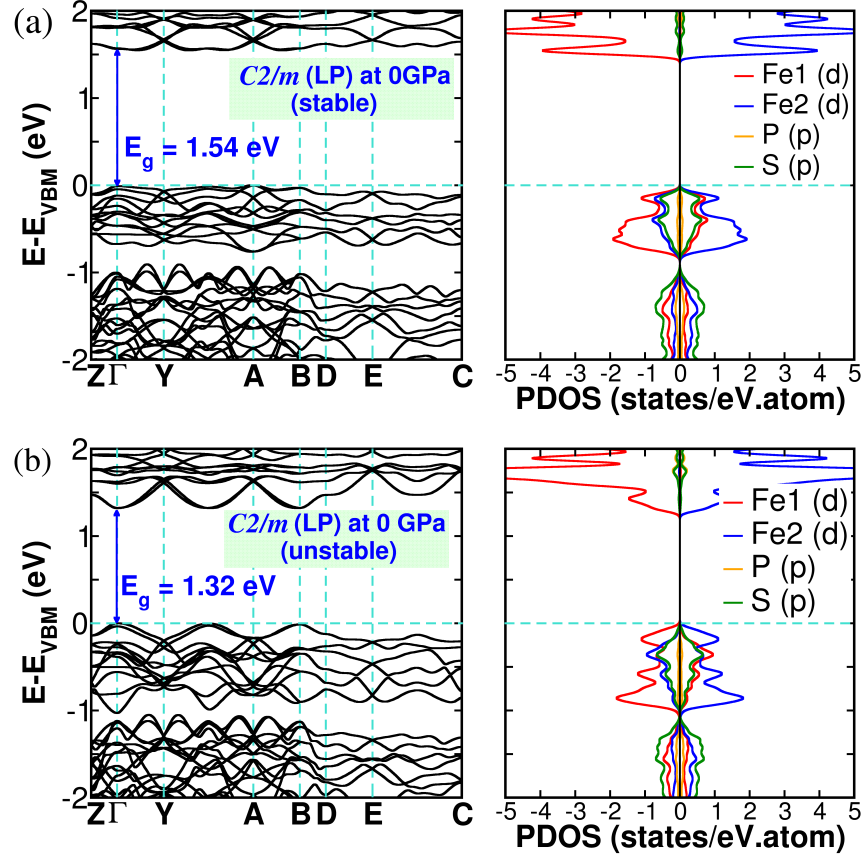 (a)
2
1
0
-1
-2
E-E_VBM (eV)
C2/m (LP) at 0GPa
(stable)
E_g = 1.54 eV
Z Γ Y A B D E C
Fe1 (d)
Fe2 (d)
P (p)
S (p)
-5 -4 -3 -2 -1 0 1 2 3 4 5
PDOS (states/eV.atom)
(b)
2
1
0
-1
-2
E-E_VBM (eV)
C2/m (LP) at 0 GPa
(unstable)
E_g = 1.32 eV
Z Γ Y A B D E C
Fe1 (d)
Fe2 (d)
P (p)
S (p)
-5 -4 -3 -2 -1 0 1 2 3 4 5
PDOS (states/eV.atom)